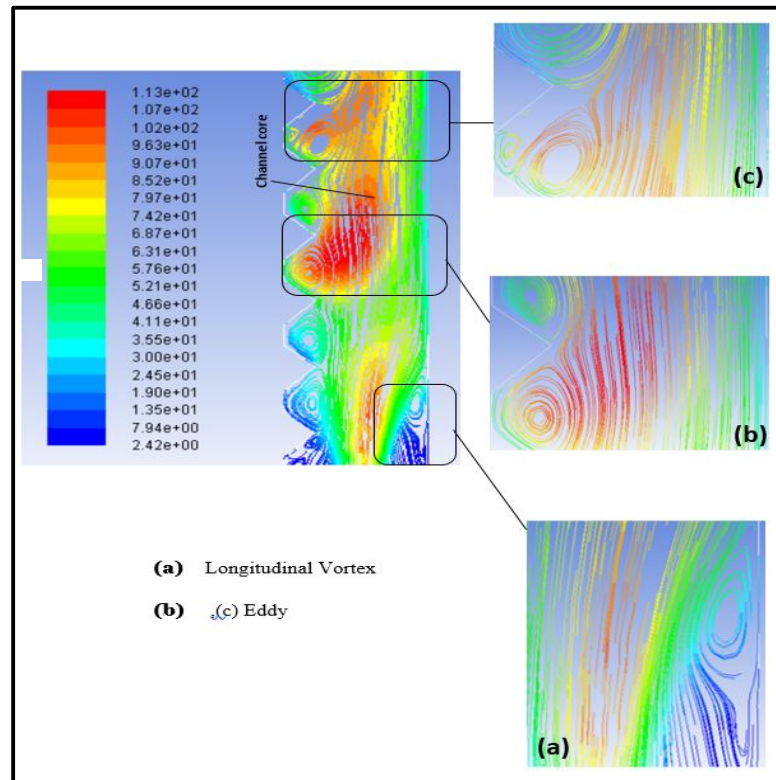 1.13e+02
1.07e+02
1.02e+02
9.63e+01
9.07e+01
8.52e+01
7.97e+01
7.42e+01
6.87e+01
6.31e+01
5.76e+01
5.21e+01
4.66e+01
4.11e+01
3.55e+01
3.00e+01
2.45e+01
1.90e+01
1.35e+01
7.94e+00
2.42e+00
Channel core
(c)
(b)
(a)
(a) Longitudinal Vortex
(b) ,(c) Eddy